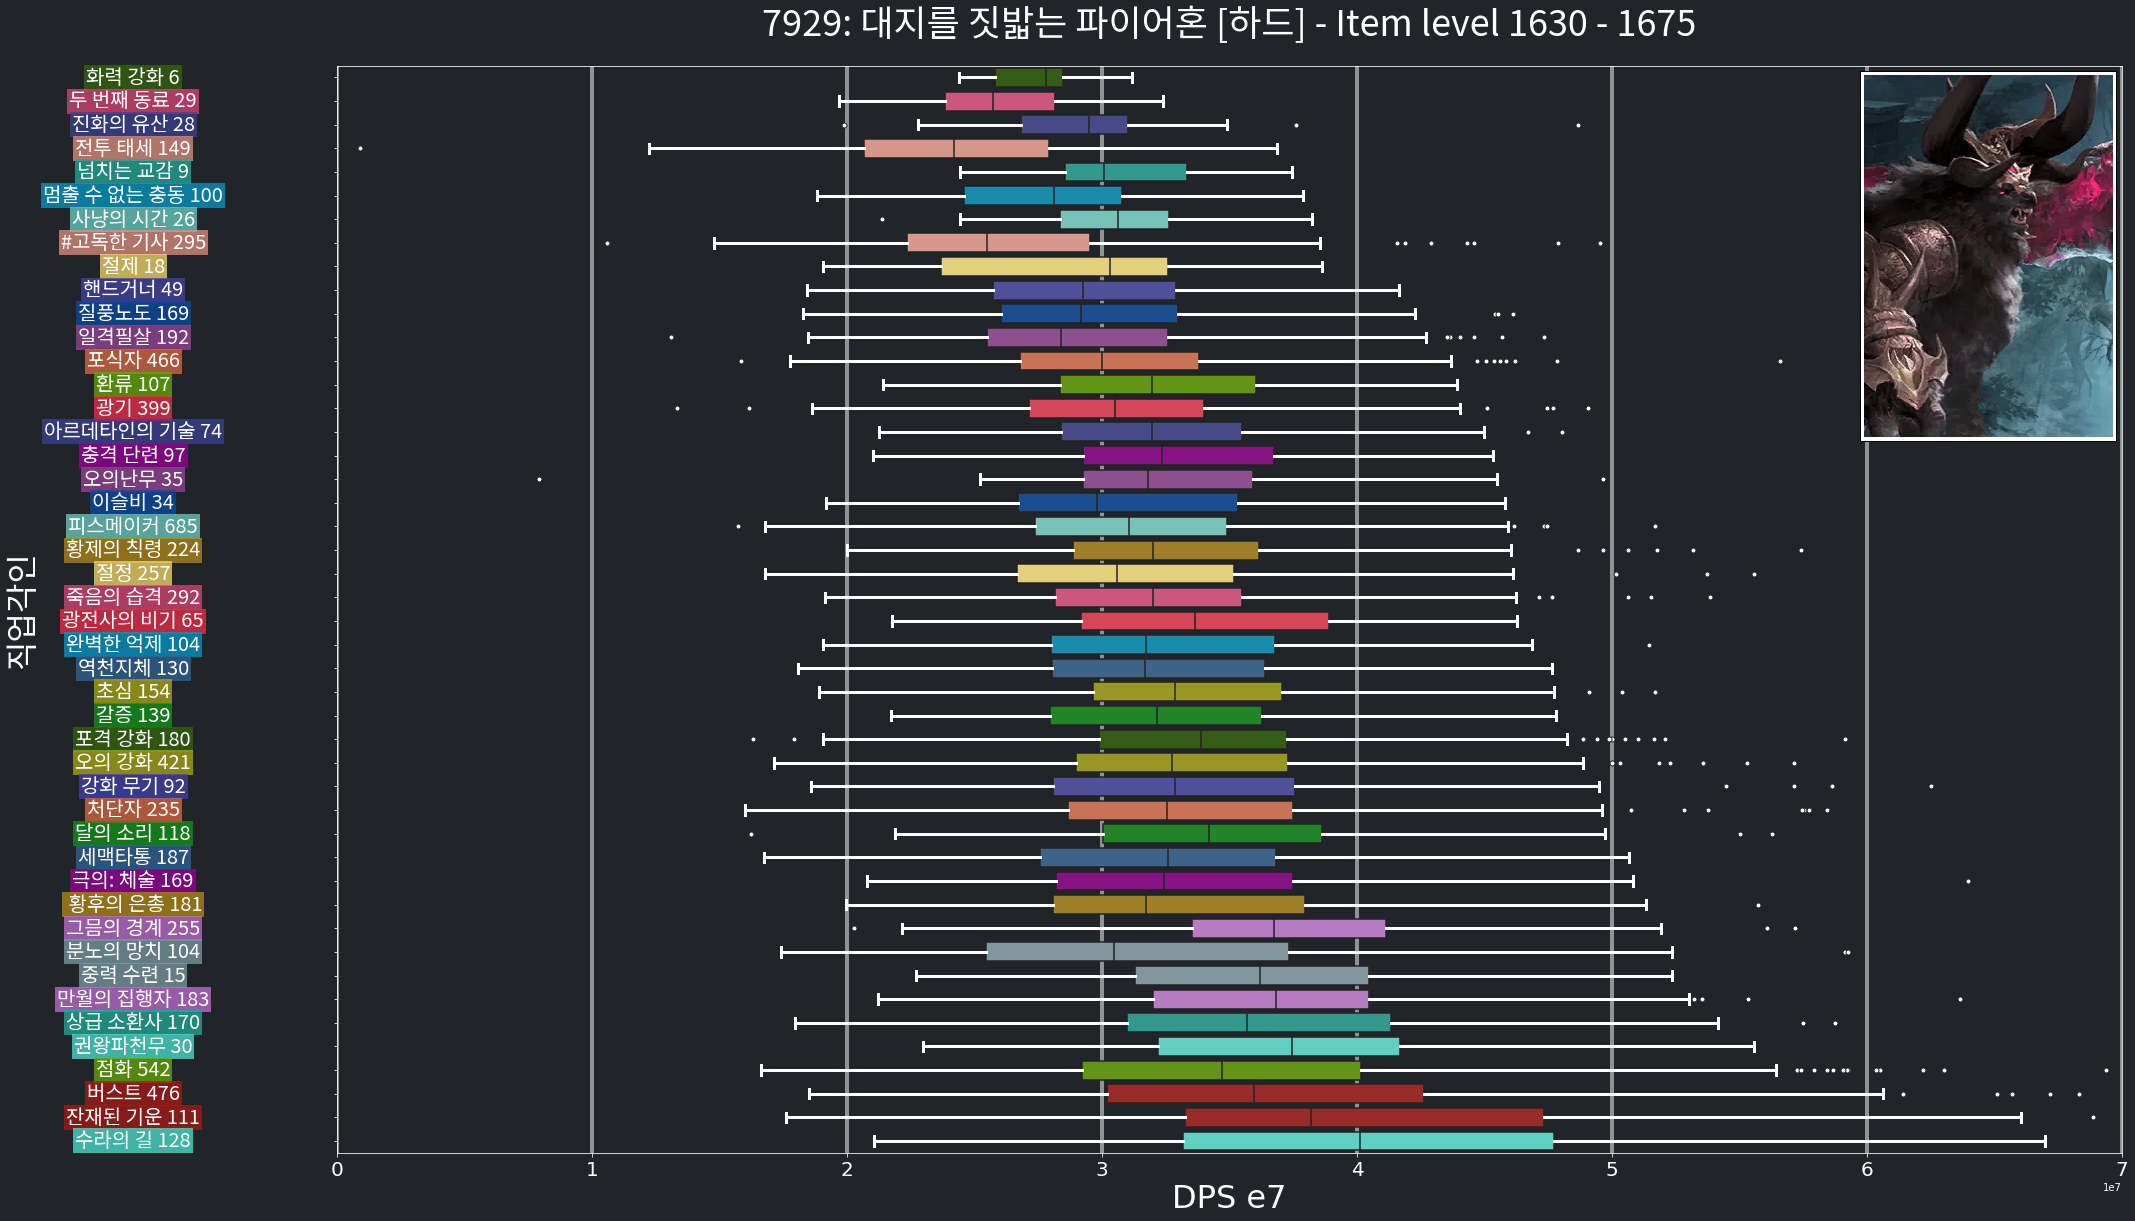 7929: 대지를 짓밟는 파이어혼 [하드] - Item level 1630 - 1675
직업각인
화력 강화 6
두 번째 동료 29
진화의 유산 28
전투 태세 149
넘치는 교감 9
멈출 수 없는 충동 100
사냥의 시간 26
#고독한 기사 295
절제 18
핸드거너 49
질풍노도 169
일격필살 192
포식자 466
환류 107
광기 399
아르데타인의 기술 74
충격 단련 97
오의난무 35
이슬비 34
피스메이커 685
황제의 칙령 224
절정 257
죽음의 습격 292
광전사의 비기 65
완벽한 억제 104
역천지체 130
초심 154
갈증 139
포격 강화 180
오의 강화 421
강화 무기 92
처단자 235
달의 소리 118
세맥타통 187
극의: 체술 169
황후의 은총 181
그믐의 경계 255
분노의 망치 104
중력 수련 15
만월의 집행자 183
상급 소환사 170
권왕파천무 30
점화 542
버스트 476
잔재된 기운 111
수라의 길 128
0 1 2 3 4 5 6 7
1e7
DPS e7